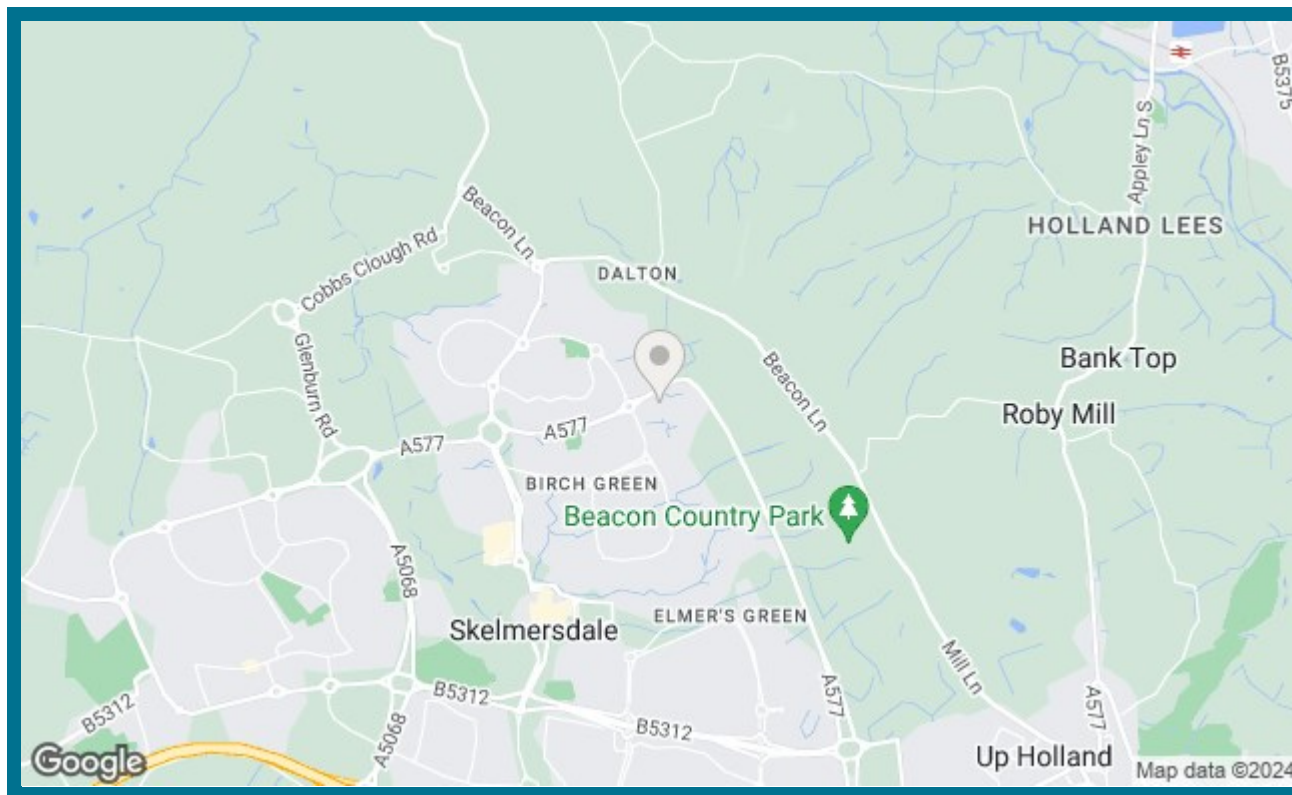 B5375
Appley Ln S
HOLLAND LEES
Beacon Ln
Cobbs Clough Rd
DALTON
Glenburn Rd
Beacon Ln
Bank Top
Roby Mill
A577
A577
BIRCH GREEN
Beacon Country Park
A5068
ELMER'S GREEN
Skelmersdale
Mill Ln
A577
A577
B5312
B5312
B5312
A5068
Up Holland
Google
Map data ©2024